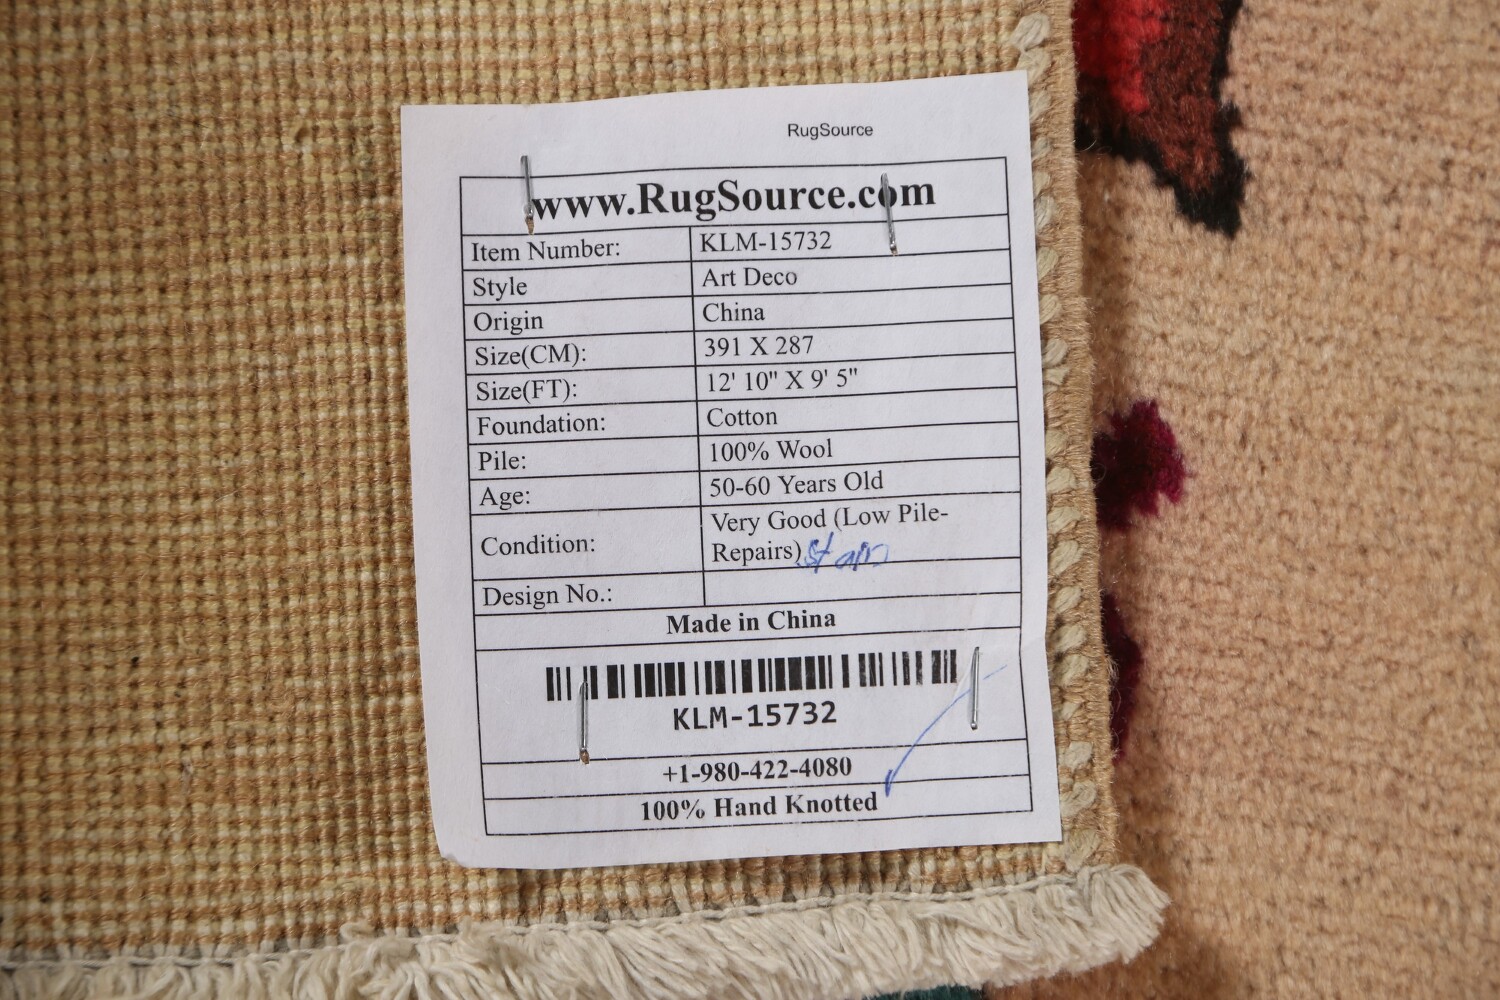 RugSource
www.RugSource.com
Item Number: KLM-15732
Style Art Deco
Origin China
Size(CM): 391 X 287
Size(FT): 12' 10" X 9' 5"
Foundation: Cotton
Pile: 100% Wool
Age: 50-60 Years Old
Condition: Very Good (Low Pile-
Repairs) stain
Design No.:
Made in China
KLM-15732
+1-980-422-4080
100% Hand Knotted